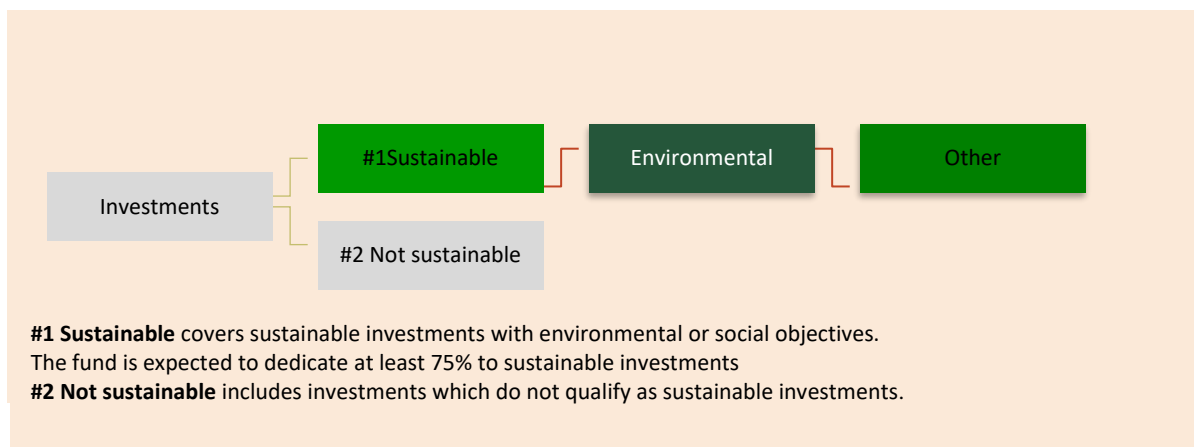 #1Sustainable
Environmental
Other
Investments
#2 Not sustainable
#1 Sustainable covers sustainable investments with environmental or social objectives.
The fund is expected to dedicate at least 75% to sustainable investments
#2 Not sustainable includes investments which do not qualify as sustainable investments.